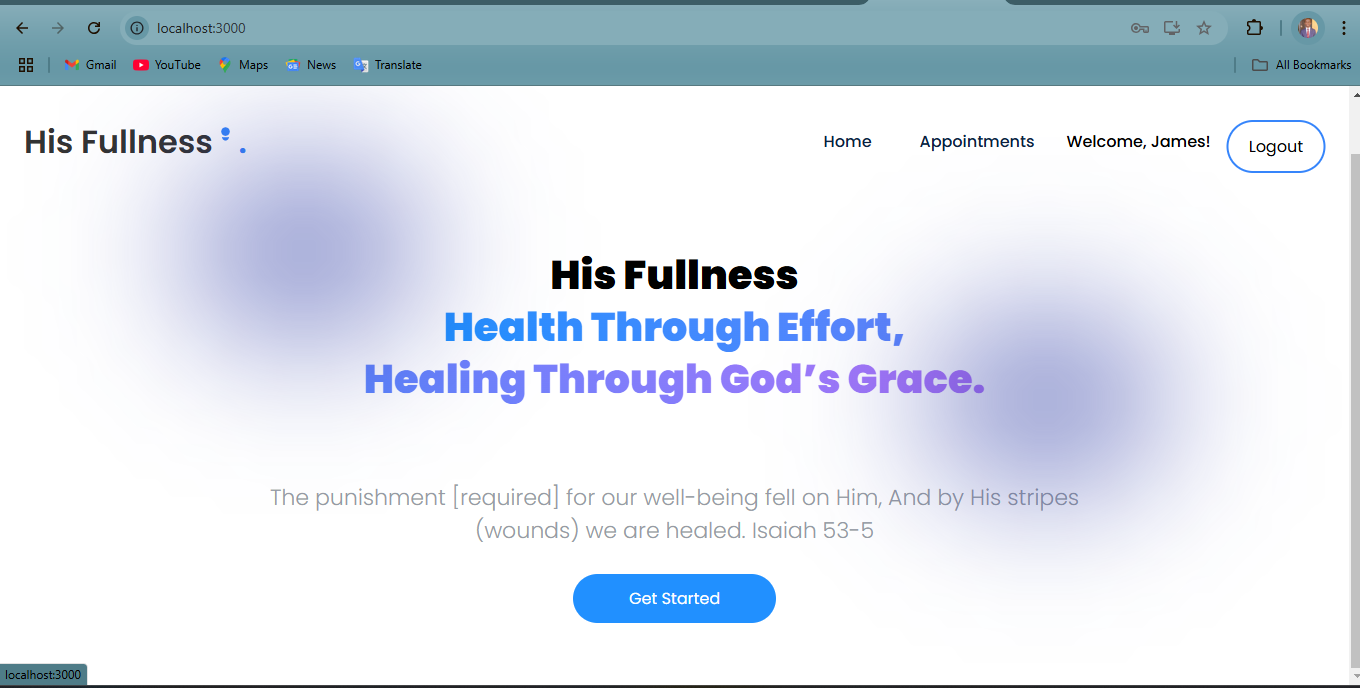 localhost:3000
Gmail YouTube Maps News Translate All Bookmarks
His Fullness
Home Appointments Welcome, James! Logout
His Fullness
Health Through Effort,
Healing Through God’s Grace.
The punishment [required] for our well-being fell on Him, And by His stripes
(wounds) we are healed. Isaiah 53-5
Get Started
localhost:3000